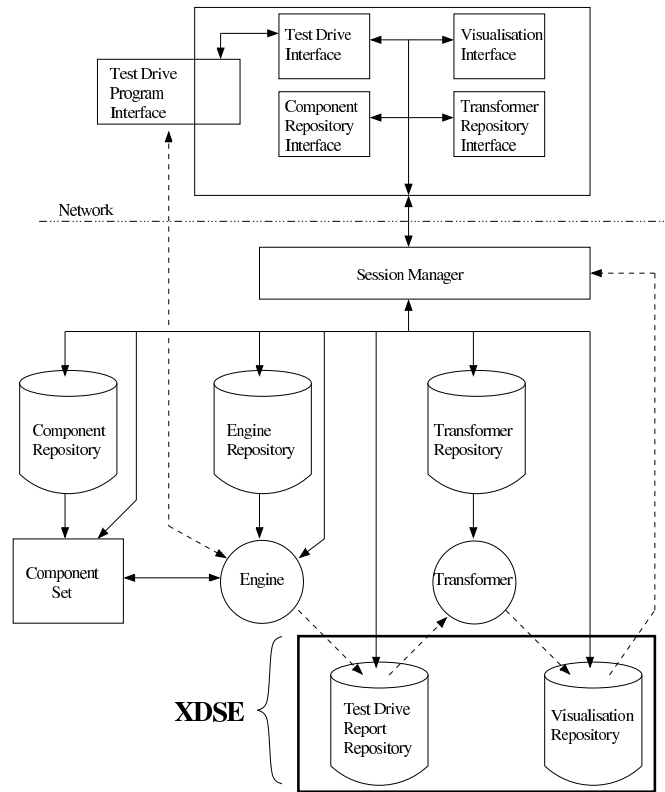 Test Drive
Interface
Visualisation
Interface
Test Drive
Program
Interface
Component
Repository
Interface
Transformer
Repository
Interface
Network
Session Manager
Component
Repository
Engine
Repository
Transformer
Repository
Component
Set
Engine
Transformer
XDSE
Test Drive
Report
Repository
Visualisation
Repository